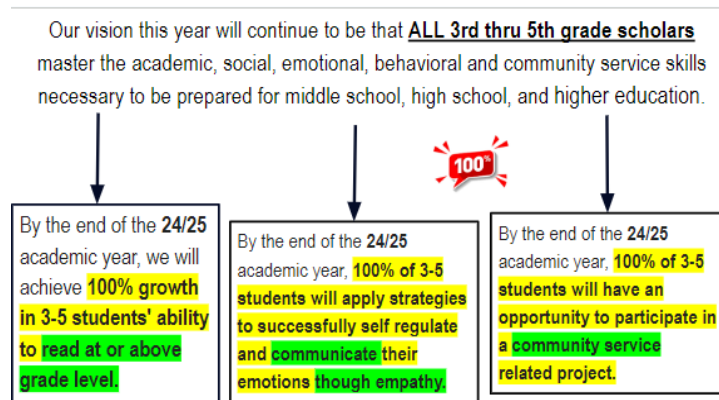 Our vision this year will continue to be that ALL 3rd thru 5th grade scholars
master the academic, social, emotional, behavioral and community service skills
necessary to be prepared for middle school, high school, and higher education.
100%
By the end of the 24/25
academic year, we will
achieve 100% growth
in 3-5 students' ability
to read at or above
grade level.
By the end of the 24/25
academic year, 100% of 3-5
students will apply strategies
to successfully self regulate
and communicate their
emotions though empathy.
By the end of the 24/25
academic year, 100% of 3-5
students will have an
opportunity to participate in
a community service
related project.